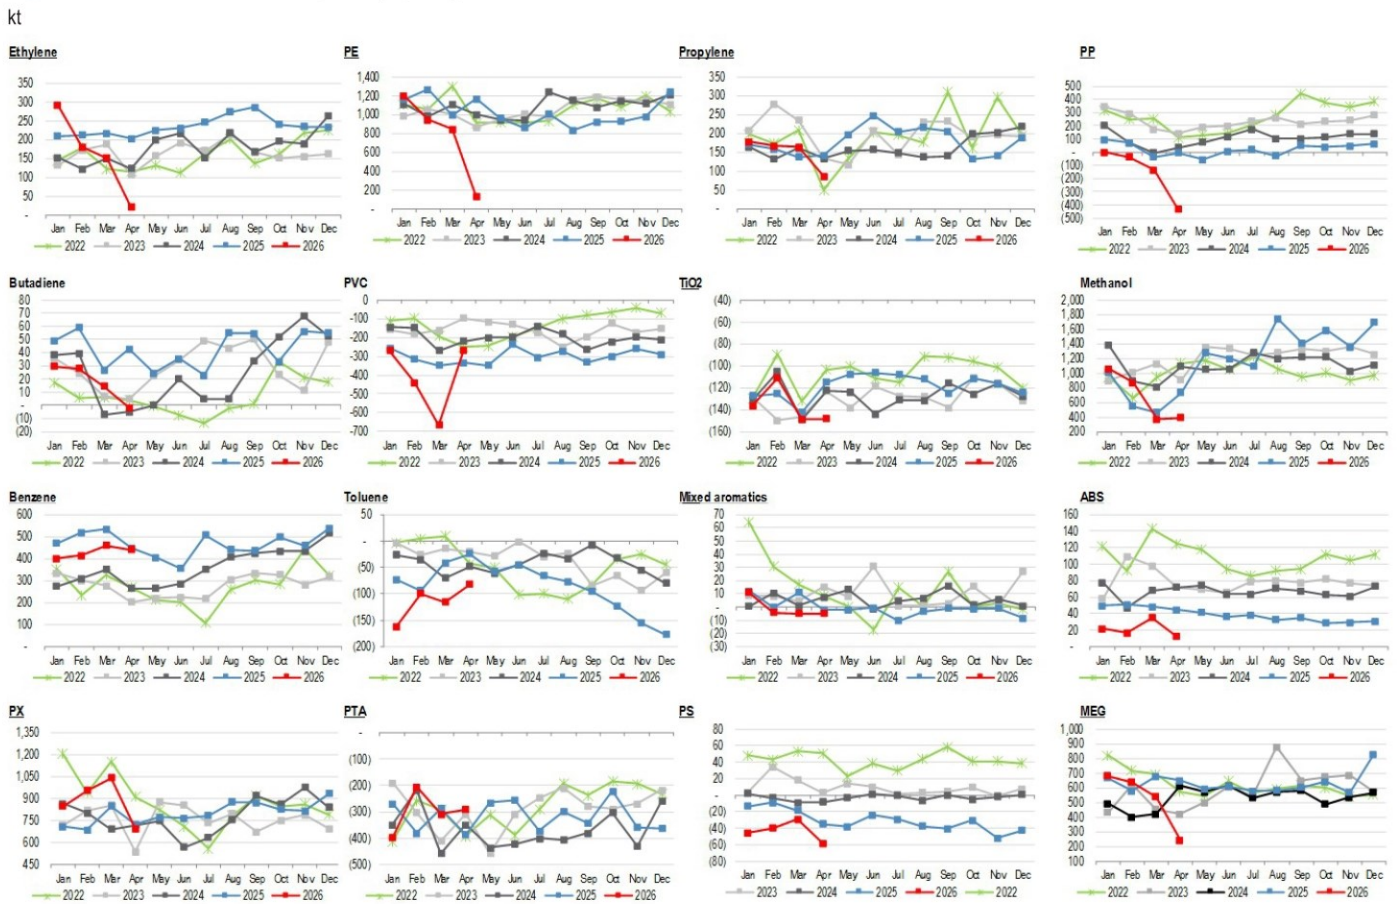 kt
Ethylene
350
300
250
200
150
100
50
-
Jan Feb Mar Apr May Jun Jul Aug Sep Oct Nov Dec
2022 2023 2024 2025 2026
PE
1,400
1,200
1,000
800
600
400
200
-
Jan Feb Mar Apr May Jun Jul Aug Sep Oct Nov Dec
2022 2023 2024 2025 2026
Propylene
350
300
250
200
150
100
50
-
Jan Feb Mar Apr May Jun Jul Aug Sep Oct Nov Dec
2022 2023 2024 2025 2026
PP
500
400
300
200
100
-
(100)
(200)
(300)
(400)
(500)
Jan Feb Mar Apr May Jun Jul Aug Sep Oct Nov Dec
2022 2023 2024 2025 2026
Butadiene
80
70
60
50
40
30
20
10
0
(10)
(20)
Jan Feb Mar Apr May Jun Jul Aug Sep Oct Nov Dec
2022 2023 2024 2025 2026
PVC
0
-100
-200
-300
-400
-500
-600
-700
Jan Feb Mar Apr May Jun Jul Aug Sep Oct Nov Dec
2022 2023 2024 2025 2026
TiO2
(40)
(60)
(80)
(100)
(120)
(140)
(160)
Jan Feb Mar Apr May Jun Jul Aug Sep Oct Nov Dec
2022 2023 2024 2025 2026
Methanol
2,000
1,800
1,600
1,400
1,200
1,000
800
600
400
200
Jan Feb Mar Apr May Jun Jul Aug Sep Oct Nov Dec
2022 2023 2024 2025 2026
Benzene
600
500
400
300
200
100
-
Jan Feb Mar Apr May Jun Jul Aug Sep Oct Nov Dec
2022 2023 2024 2025 2026
Toluene
50
-
(50)
(100)
(150)
(200)
Jan Feb Mar Apr May Jun Jul Aug Sep Oct Nov Dec
2022 2023 2024 2025 2026
Mixed aromatics
70
60
50
40
30
20
10
0
(10)
(20)
(30)
Jan Feb Mar Apr May Jun Jul Aug Sep Oct Nov Dec
2022 2023 2024 2025 2026
ABS
160
140
120
100
80
60
40
20
-
Jan Feb Mar Apr May Jun Jul Aug Sep Oct Nov Dec
2022 2023 2024 2025 2026
PX
1,350
1,200
1,050
900
750
600
450
Jan Feb Mar Apr May Jun Jul Aug Sep Oct Nov Dec
2022 2023 2024 2025 2026
PTA
-
(100)
(200)
(300)
(400)
(500)
Jan Feb Mar Apr May Jun Jul Aug Sep Oct Nov Dec
2022 2023 2024 2025 2026
PS
80
60
40
20
0
(20)
(40)
(60)
(80)
Jan Feb Mar Apr May Jun Jul Aug Sep Oct Nov Dec
2023 2024 2025 2026 2022
MEG
1,000
900
800
700
600
500
400
300
200
100
Jan Feb Mar Apr May Jun Jul Aug Sep Oct Nov Dec
2022 2023 2024 2025 2026